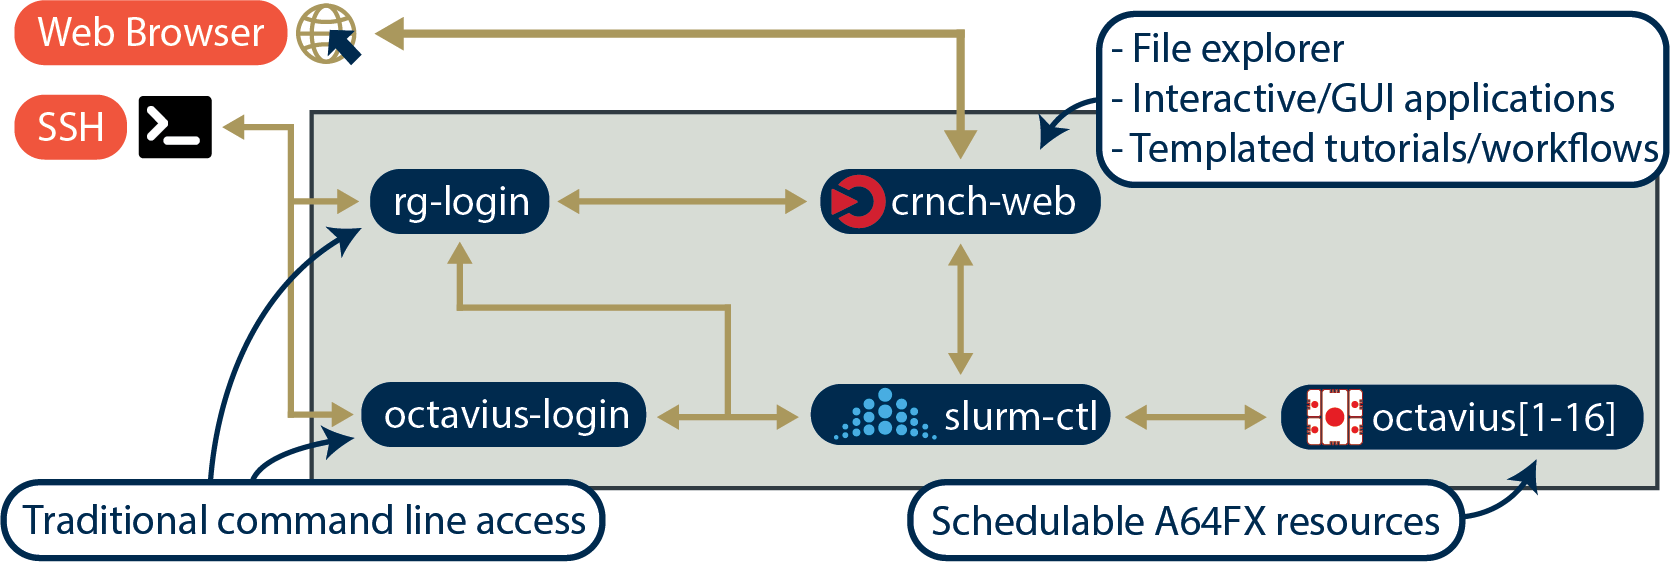 Web Browser
- File explorer
- Interactive/GUI applications
- Templated tutorials/workflows
SSH
rg-login
crnch-web
octavius-login
slurm-ctl
octavius[1-16]
Traditional command line access
Schedulable A64FX resources